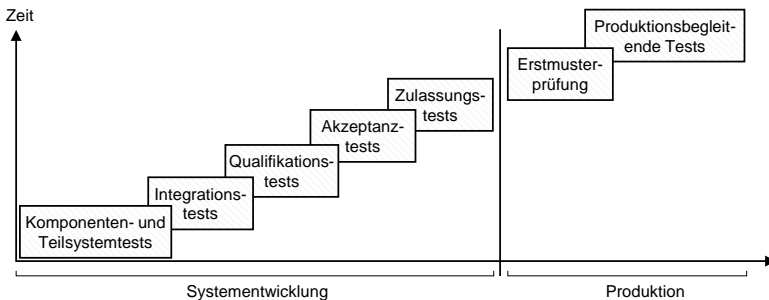 Zeit
Produktionsbegleit-
ende Tests
Erstmuster-
prüfung
Zulassungs-
tests
Akzeptanz-
tests
Qualifikations-
tests
Integrations-
tests
Komponenten- und
Teilsystemtests
Systementwicklung
Produktion